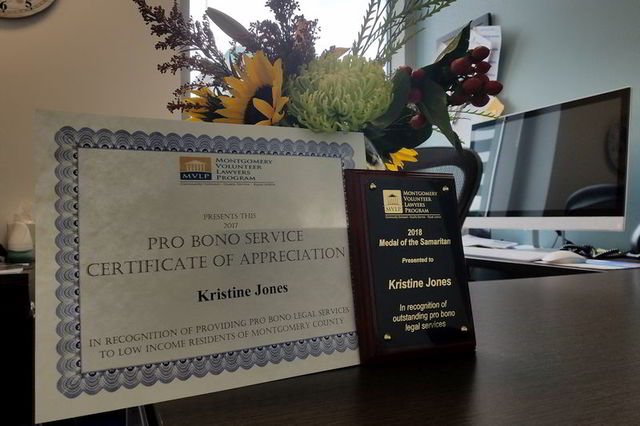 MVLP
MONTGOMERY
VOLUNTEER
LAWYERS
PROGRAM
PRESENTS THIS
2017
PRO BONO SERVICE
CERTIFICATE OF APPRECIATION
Kristine Jones
IN RECOGNITION OF PROVIDING PRO BONO LEGAL SERVICES
TO LOW INCOME RESIDENTS OF MONTGOMERY COUNTY
MVLP
MONTGOMERY
VOLUNTEER
LAWYERS
PROGRAM
2018
Medal of the Samaritan
Presented to
Kristine Jones
In recognition of
outstanding pro bono
legal services